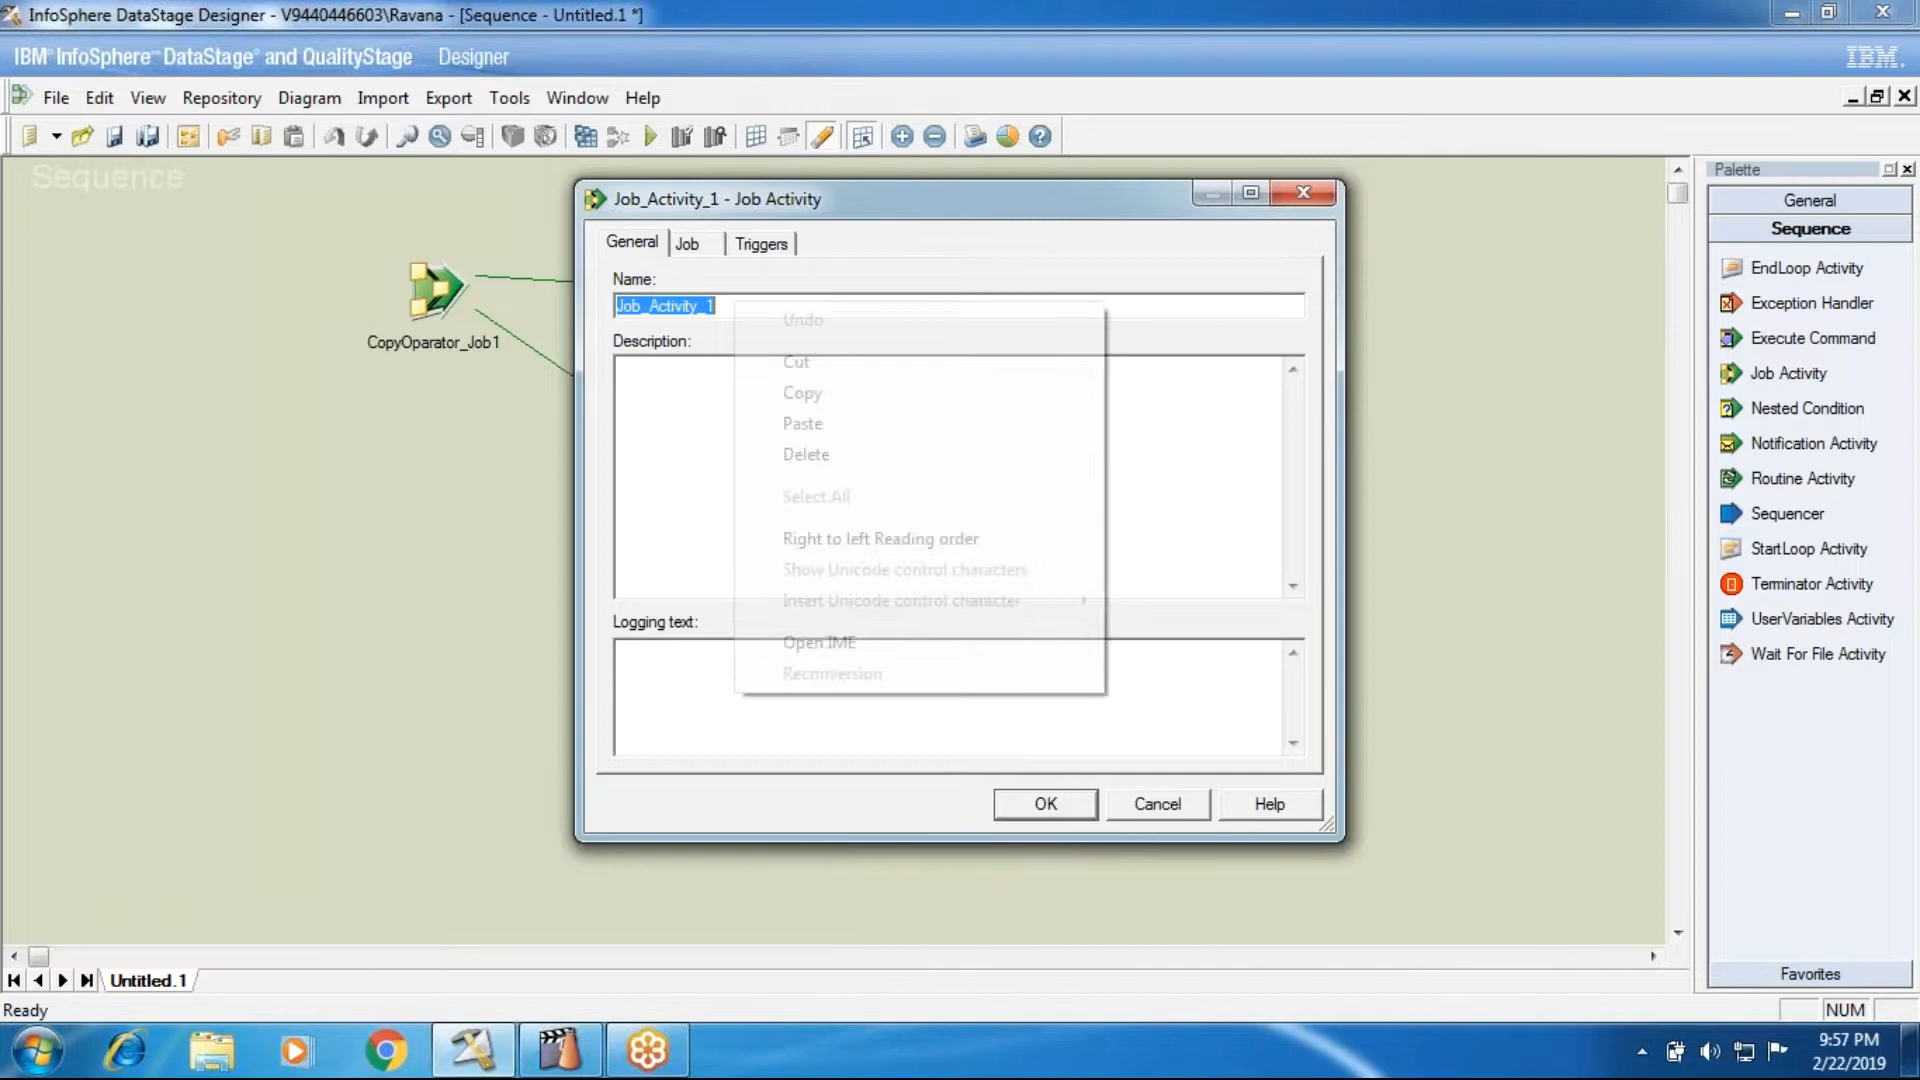 InfoSphere DataStage Designer - V9440446603\Ravana - [Sequence - Untitled.1 *]
IBM® InfoSphere™ DataStage® and QualityStage Designer
IBM.
File Edit View Repository Diagram Import Export Tools Window Help
Sequence
CopyOparator_Job1
Job_Activity_1 - Job Activity
General Job Triggers
Name:
Job_Activity_1
Description:
Undo
Cut
Copy
Paste
Delete
Select All
Right to left Reading order
Show Unicode control characters
Insert Unicode control character
Open IME
Reconversion
Logging text:
OK Cancel Help
Palette
General
Sequence
EndLoop Activity
Exception Handler
Execute Command
Job Activity
Nested Condition
Notification Activity
Routine Activity
Sequencer
StartLoop Activity
Terminator Activity
UserVariables Activity
Wait For File Activity
Favorites
Untitled.1
Ready
NUM
9:57 PM
2/22/2019